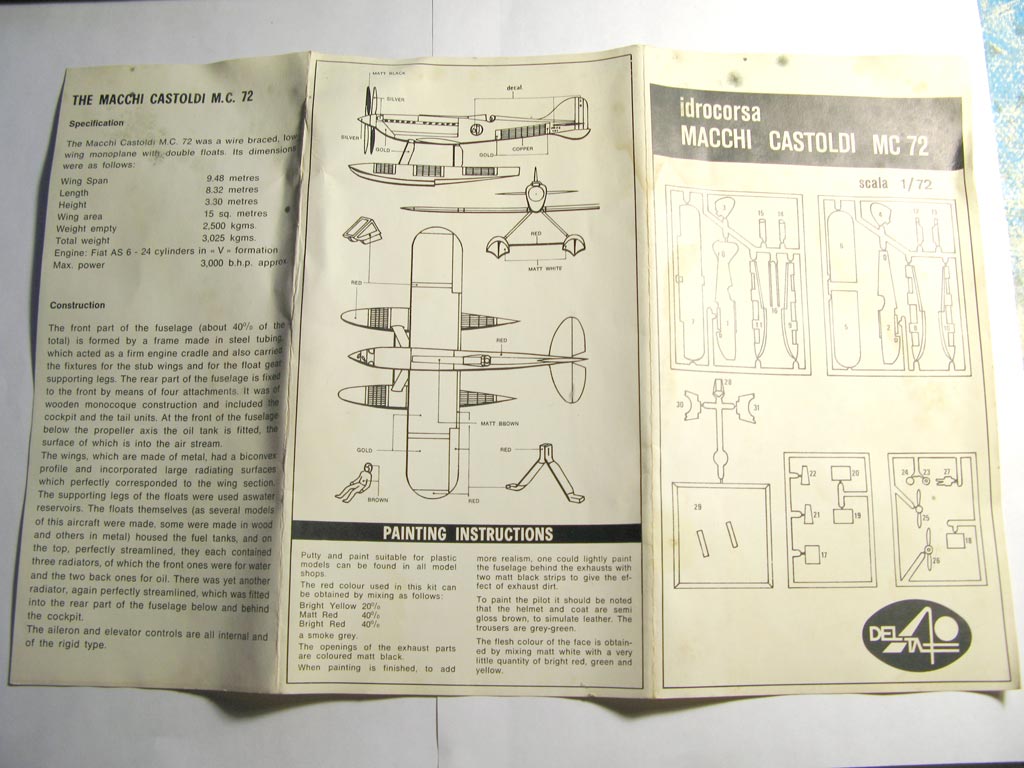 THE MACCHI CASTOLDI M.C. 72
Specification
The Macchi Castoldi M.C. 72 was a wire braced, low
wing monoplane with double floats. Its dimensions
were as follows:
Wing Span 9.48 metres
Length 8.32 metres
Height 3.30 metres
Wing area 15 sq. metres
Weight empty 2,500 kgms.
Total weight 3,025 kgms.
Engine: Fiat AS 6 - 24 cylinders in « V » formation
Max. power 3,000 b.h.p. approx
Construction
The front part of the fuselage (about 40% of the
total) is formed by a frame made in steel tubing,
which acted as a firm engine cradle and also carried
the fixtures for the stub wings and for the float gear
supporting legs. The rear part of the fuselage is fixed
to the front by means of four attachments. It was of
wooden monocoque construction and included the
cockpit and the tail units. At the front of the fuselage
below the propeller axis the oil tank is fitted, the
surface of which is into the air stream.
The wings, which are made of metal, had a biconvex
profile and incorporated large radiating surfaces
which perfectly corresponded to the wing section.
The supporting legs of the floats were used aswater
reservoirs. The floats themselves (as several models
of this aircraft were made, some were made in wood
and others in metal) housed the fuel tanks, and on
the top, perfectly streamlined, they each contained
three radiators, of which the front ones were for water
and the two back ones for oil. There was yet another
radiator, again perfectly streamlined, which was fitted
into the rear part of the fuselage below and behind
the cockpit.
The aileron and elevator controls are all internal and
of the rigid type.
MATT BLACK
decal
SILVER
SILVER
GOLD
COPPER
GOLD
RED
MATT WHITE
RED
RED
MATT BROWN
GOLD
RED
BROWN
RED
PAINTING INSTRUCTIONS
Putty and paint suitable for plastic
models can be found in all model
shops.
The red colour used in this kit can
be obtained by mixing as follows:
Bright Yellow 20%
Matt Red 40%
Bright Red 40%
a smoke grey.
The openings of the exhaust parts
are coloured matt black.
When painting is finished, to add
more realism, one could lightly paint
the fuselage behind the exhausts with
two matt black strips to give the ef-
fect of exhaust dirt.
To paint the pilot it should be noted
that the helmet and coat are semi
gloss brown, to simulate leather. The
trousers are grey-green.
The flesh colour of the face is obtain-
ed by mixing matt white with a very
little quantity of bright red, green and
yellow.
idrocorsa
MACCHI CASTOLDI MC 72
scala 1/72
15 14
16
6
5
2
28
30
31
29
22
20
21
19
17
24 23 27
25
18
26
DELTA